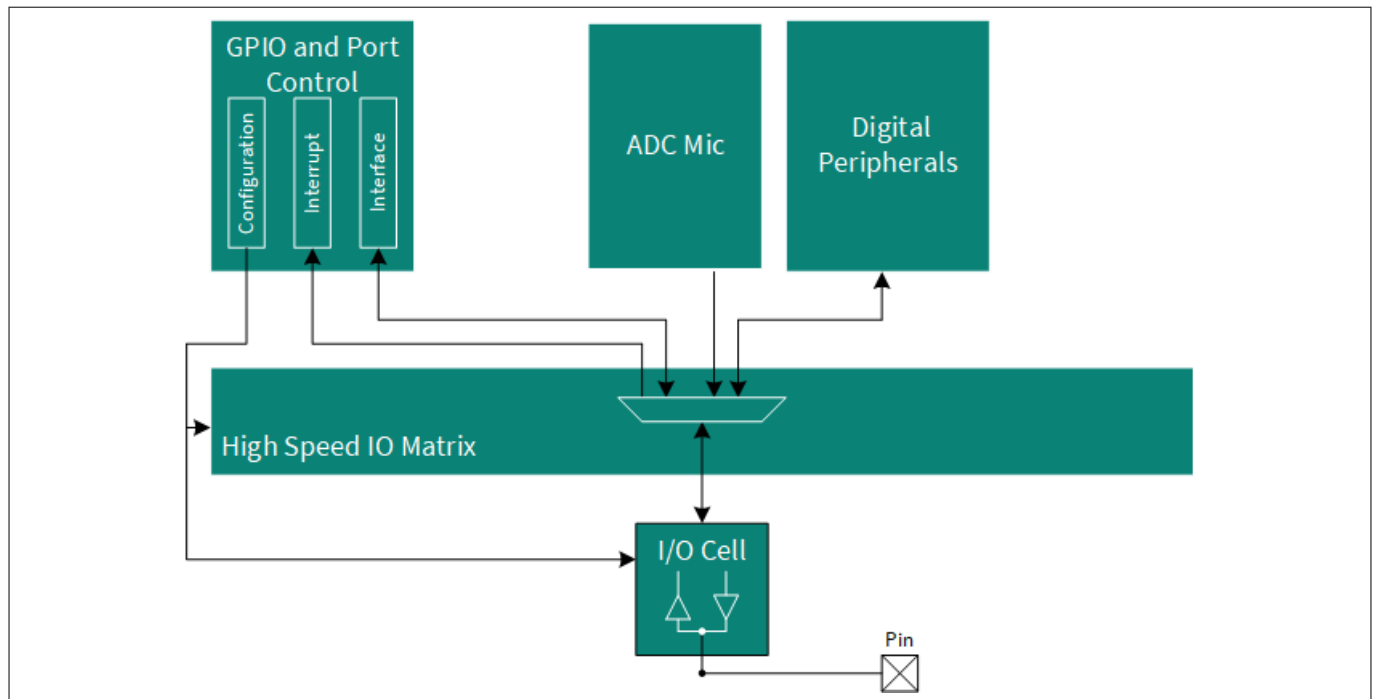 GPIO and Port
Control
Configuration
Interrupt
Interface
ADC Mic
Digital
Peripherals
High Speed IO Matrix
I/O Cell
Pin